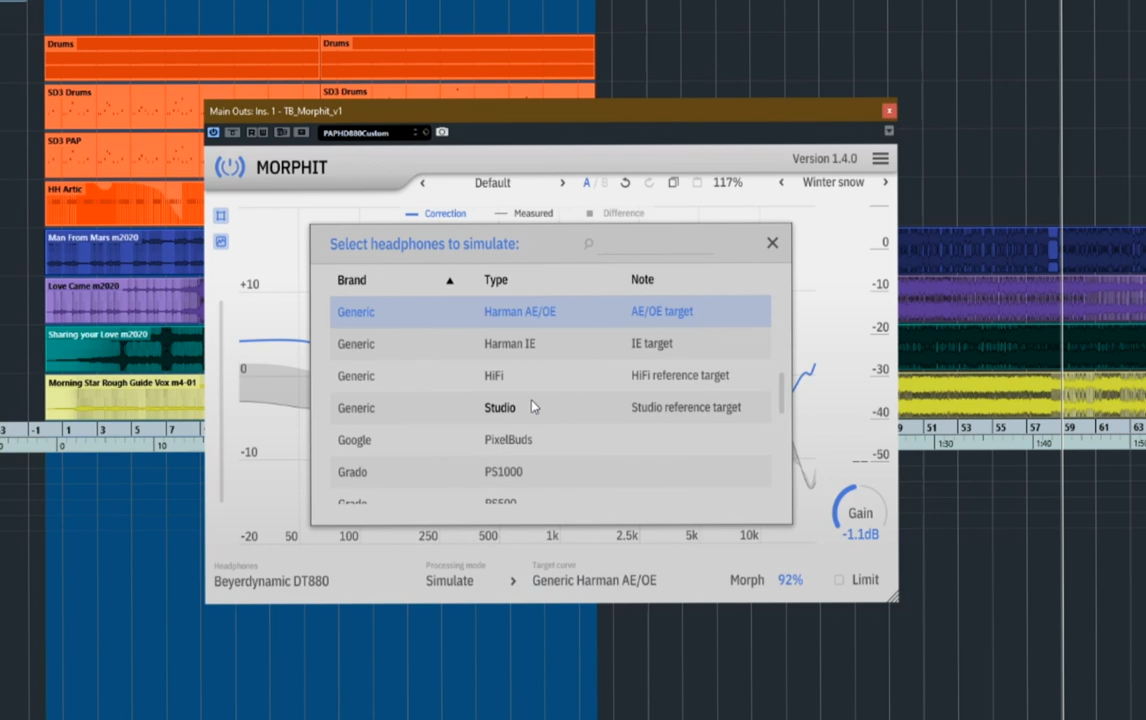 Drums
Drums
SD3 Drums
SD3 Drums
Main Outs: Ins. 1 - TB_Morphit_v1
PAPHD880Custom
SD3 PAP
MORPHIT
Version 1.4.0
HH Artic
Default
A / B
117%
Winter snow
Correction
Measured
Difference
Man From Mars m2020
Select headphones to simulate:
0
Brand
Type
Note
Love Came m2020
+10
-10
Generic
Harman AE/OE
AE/OE target
Sharing your Love m2020
-20
Generic
Harman IE
IE target
0
Generic
HiFi
HiFi reference target
-30
Morning Star Rough Guide Vox m4-01
Generic
Studio
Studio reference target
-40
3 -1 1 3 5 7
9 51 53 55 57 59 61 63
Google
PixelBuds
0 10
1:30 1:40 1:50
-10
-50
Grado
PS1000
Grado
PS500
Gain
-1.1dB
-20 50 100 250 500 1k 2.5k 5k 10k
Headphones
Processing mode
Target curve
Beyerdynamic DT880
Simulate
Generic Harman AE/OE
Morph 92%
Limit